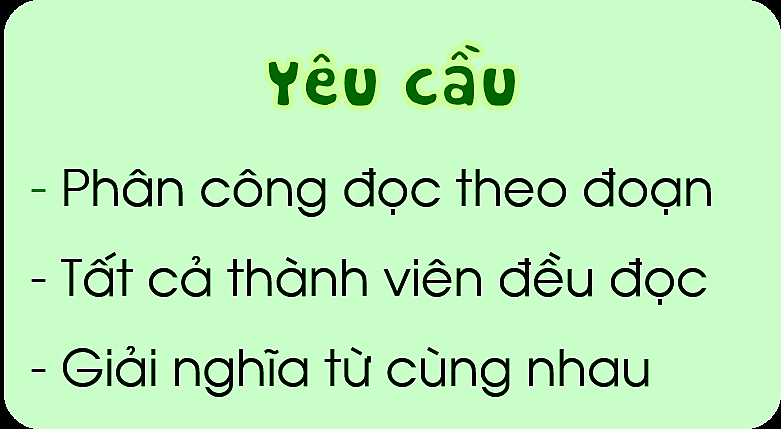 Yêu cầu
- Phân công đọc theo đoạn
- Tất cả thành viên đều đọc
- Giải nghĩa từ cùng nhau